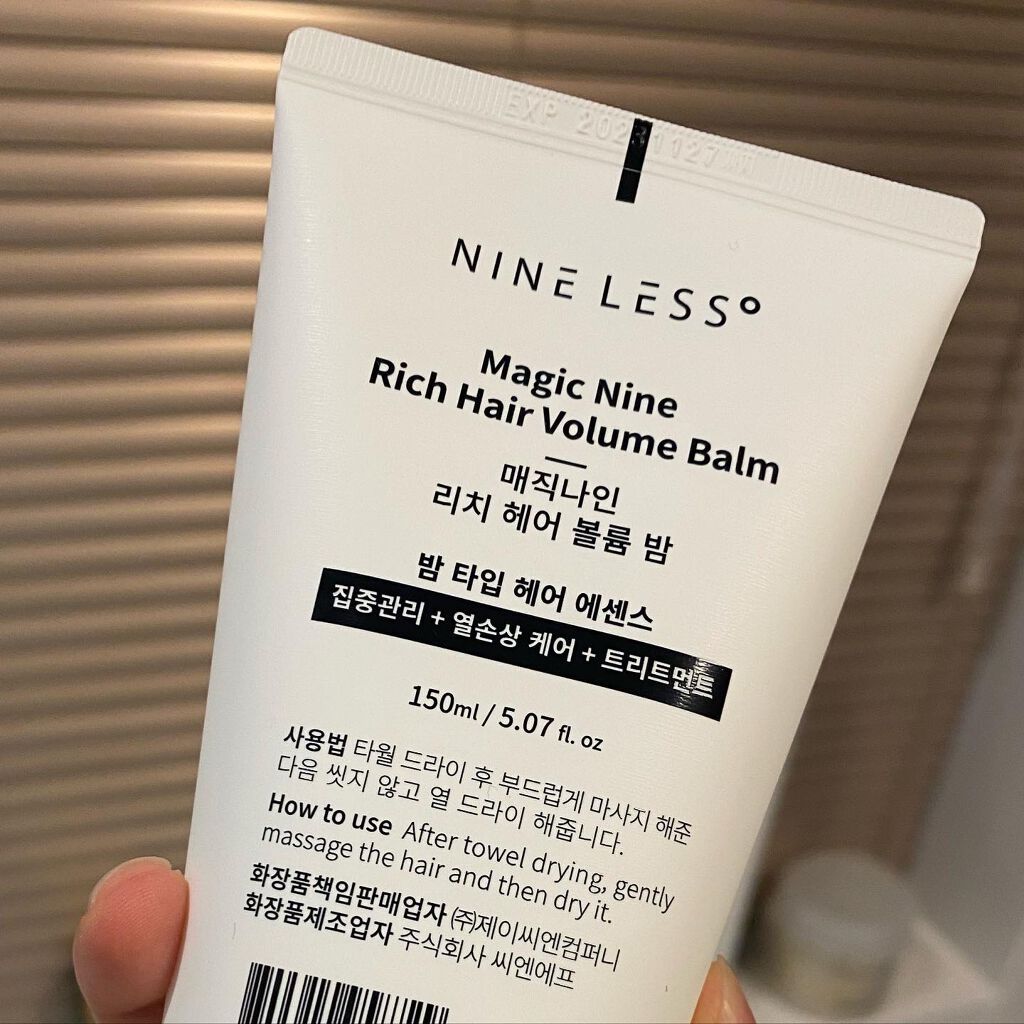 NINE LESS°
Magic Nine
Rich Hair Volume Balm
매직나인
리치 헤어 볼륨 밤
밤 타입 헤어 에센스
집중관리 + 열손상 케어 + 트리트먼트
150ml / 5.07 fl. oz
사용법 타월 드라이 후 부드럽게 마사지 해준
다음 씻지 않고 열 드라이 해줍니다.
How to use After towel drying, gently
massage the hair and then dry it.
화장품책임판매업자 ㈜제이씨엔컴퍼니
화장품제조업자 주식회사 씨엔에프